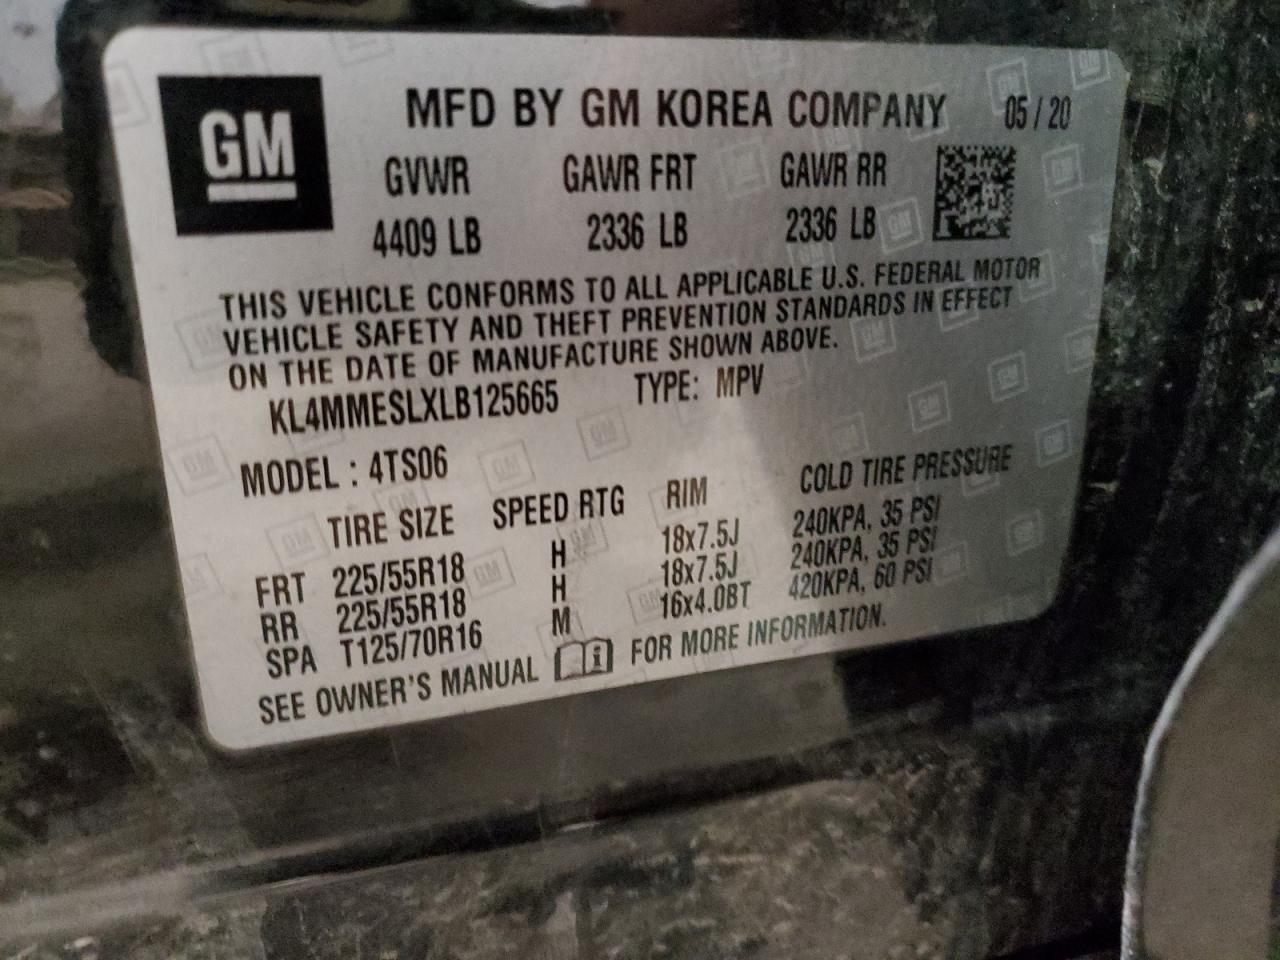 GM
MFD BY GM KOREA COMPANY 05/20
GVWR GAWR FRT GAWR RR
4409 LB 2336 LB 2336 LB
THIS VEHICLE CONFORMS TO ALL APPLICABLE U.S. FEDERAL MOTOR
VEHICLE SAFETY AND THEFT PREVENTION STANDARDS IN EFFECT
ON THE DATE OF MANUFACTURE SHOWN ABOVE.
KL4MMESLXLB125665 TYPE: MPV
MODEL : 4TS06
TIRE SIZE SPEED RTG RIM COLD TIRE PRESSURE
FRT 225/55R18 H 18x7.5J 240KPA, 35 PSI
RR 225/55R18 H 18x7.5J 240KPA, 35 PSI
SPA T125/70R16 M 16x4.0BT 420KPA, 60 PSI
SEE OWNER'S MANUAL i FOR MORE INFORMATION.